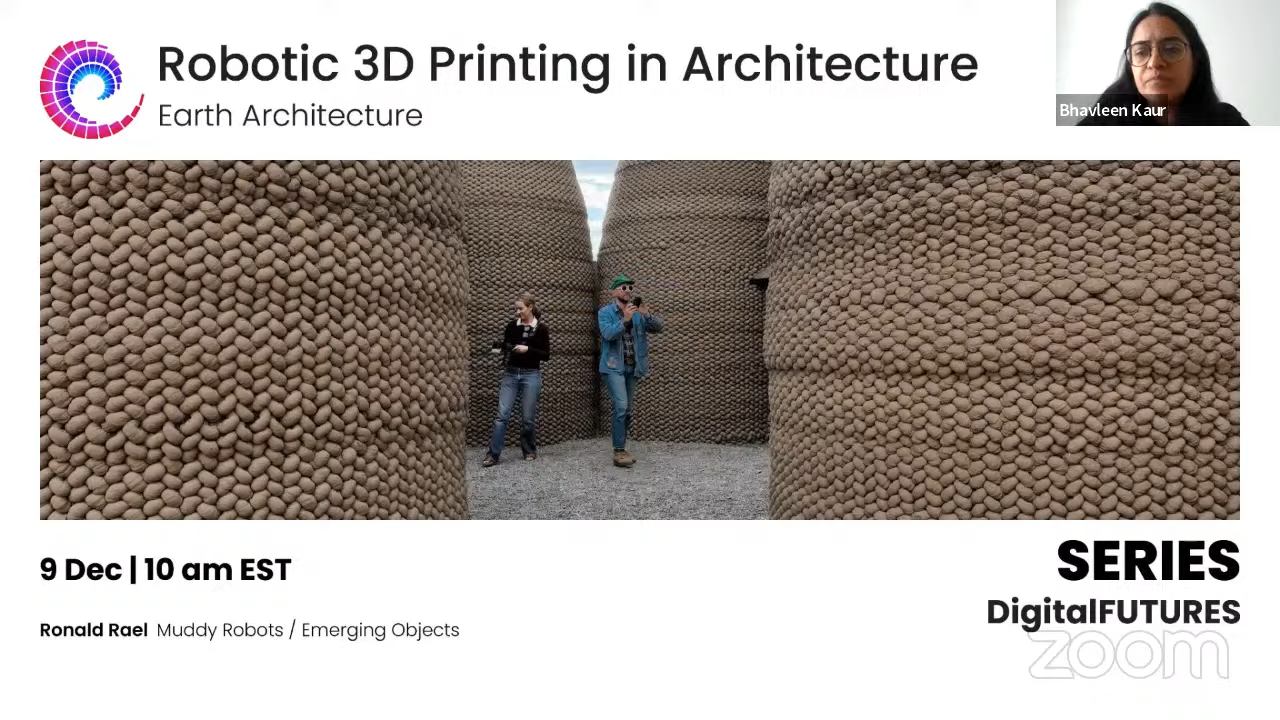 Robotic 3D Printing in Architecture
Earth Architecture
Bhavleen Kaur
9 Dec | 10 am EST
Ronald Rael Muddy Robots / Emerging Objects
SERIES
DigitalFUTURES
zoom